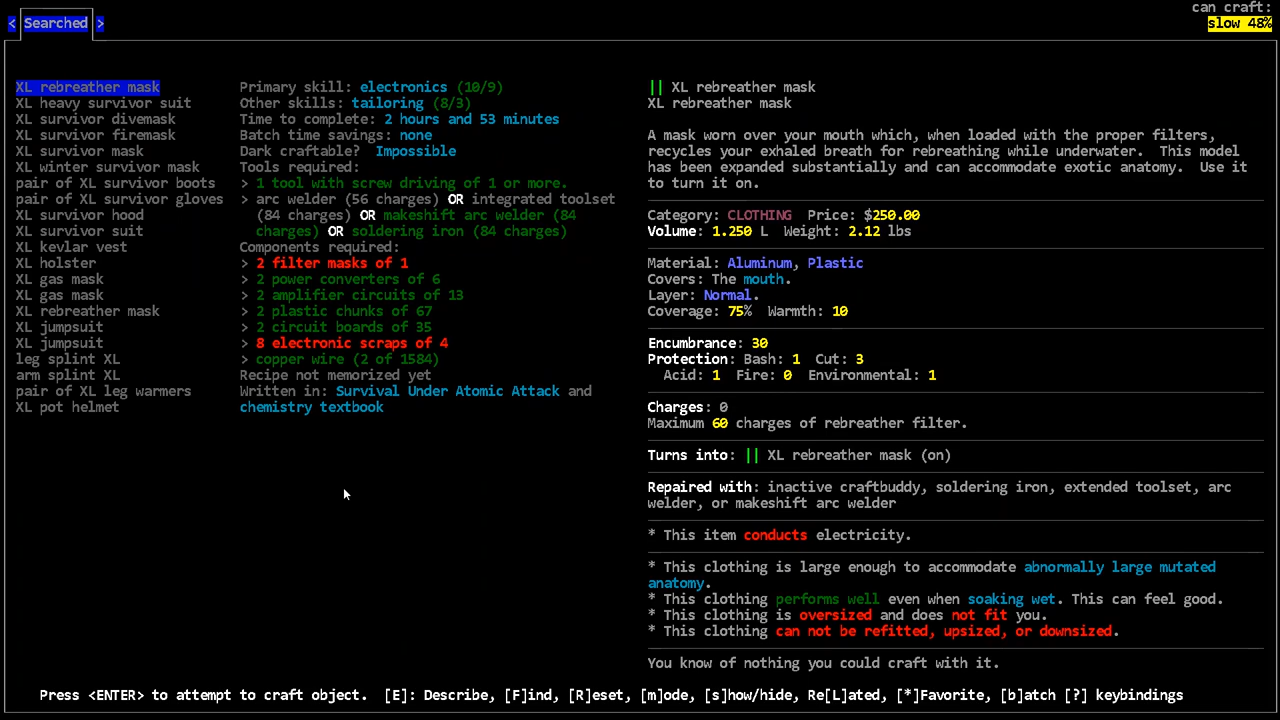 can craft:
< Searched >
slow 48%
XL rebreather mask
XL heavy survivor suit
XL survivor divemask
XL survivor firemask
XL survivor mask
XL winter survivor mask
pair of XL survivor boots
pair of XL survivor gloves
XL survivor hood
XL survivor suit
XL kevlar vest
XL holster
XL gas mask
XL gas mask
XL rebreather mask
XL jumpsuit
XL jumpsuit
leg splint XL
arm splint XL
pair of XL leg warmers
XL pot helmet
Primary skill: electronics (10/9)
Other skills: tailoring (8/3)
Time to complete: 2 hours and 53 minutes
Batch time savings: none
Dark craftable? Impossible
Tools required:
> 1 tool with screw driving of 1 or more.
> arc welder (56 charges) OR integrated toolset
(84 charges) OR makeshift arc welder (84
charges) OR soldering iron (84 charges)
Components required:
> 2 filter masks of 1
> 2 power converters of 6
> 2 amplifier circuits of 13
> 2 plastic chunks of 67
> 2 circuit boards of 35
> 8 electronic scraps of 4
> copper wire (2 of 1584)
Recipe not memorized yet
Written in: Survival Under Atomic Attack and
chemistry textbook
|| XL rebreather mask
XL rebreather mask
A mask worn over your mouth which, when loaded with the proper filters,
recycles your exhaled breath for rebreathing while underwater. This model
has been expanded substantially and can accommodate exotic anatomy. Use it
to turn it on.
Category: CLOTHING Price: $250.00
Volume: 1.250 L Weight: 2.12 lbs
Material: Aluminum, Plastic
Covers: The mouth.
Layer: Normal.
Coverage: 75% Warmth: 10
Encumbrance: 30
Protection: Bash: 1 Cut: 3
Acid: 1 Fire: 0 Environmental: 1
Charges: 0
Maximum 60 charges of rebreather filter.
Turns into: || XL rebreather mask (on)
Repaired with: inactive craftbuddy, soldering iron, extended toolset, arc
welder, or makeshift arc welder
* This item conducts electricity.
* This clothing is large enough to accommodate abnormally large mutated
anatomy.
* This clothing performs well even when soaking wet. This can feel good.
* This clothing is oversized and does not fit you.
* This clothing can not be refitted, upsized, or downsized.
You know of nothing you could craft with it.
Press <ENTER> to attempt to craft object. [E]: Describe, [F]ind, [R]eset, [m]ode, [s]how/hide, Re[L]ated, [*]Favorite, [b]atch [?] keybindings